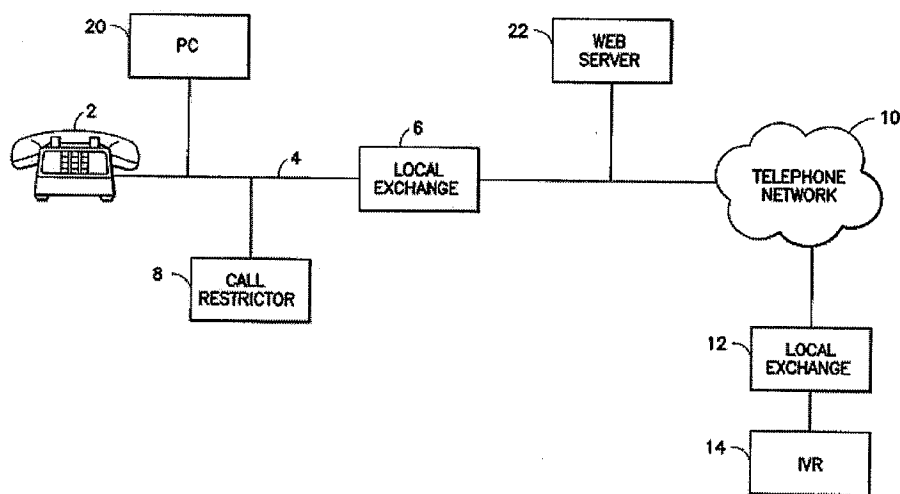 20
PC
22
WEB
SERVER
2
6
10
4
LOCAL
EXCHANGE
TELEPHONE
NETWORK
8
CALL
RESTRICTOR
12
LOCAL
EXCHANGE
14
IVR